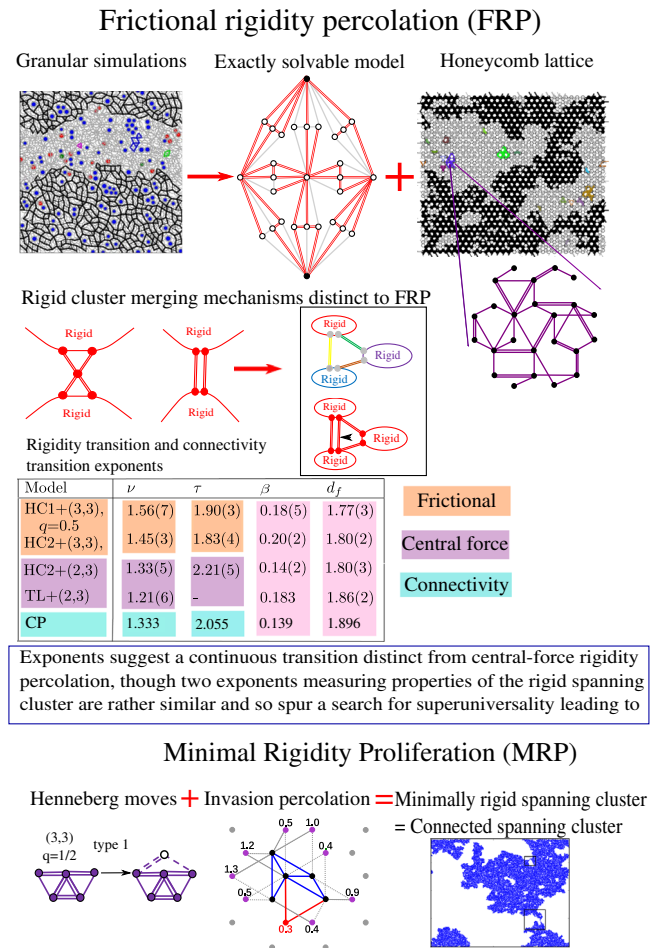 Frictional rigidity percolation (FRP)
Granular simulations
Exactly solvable model
Honeycomb lattice
Rigid cluster merging mechanisms distinct to FRP
Rigid
Rigid
Rigid
Rigid
Rigid
Rigid
Rigid
Rigid
Rigid
Rigid
Rigidity transition and connectivity
transition exponents
Model ν τ β d_f
HC1+(3,3), 1.56(7) 1.90(3) 0.18(5) 1.77(3)
q=0.5
HC2+(3,3), 1.45(3) 1.83(4) 0.20(2) 1.80(2)
HC2+(2,3) 1.33(5) 2.21(5) 0.14(2) 1.80(3)
TL+(2,3) 1.21(6) - 0.183 1.86(2)
CP 1.333 2.055 0.139 1.896
Frictional
Central force
Connectivity
Exponents suggest a continuous transition distinct from central-force rigidity
percolation, though two exponents measuring properties of the rigid spanning
cluster are rather similar and so spur a search for superuniversality leading to
Minimal Rigidity Proliferation (MRP)
Henneberg moves + Invasion percolation = Minimally rigid spanning cluster
= Connected spanning cluster
(3,3)
q=1/2
type 1
0.5 1.0
1.2 0.4
1.3
0.5 0.9
0.3 0.4